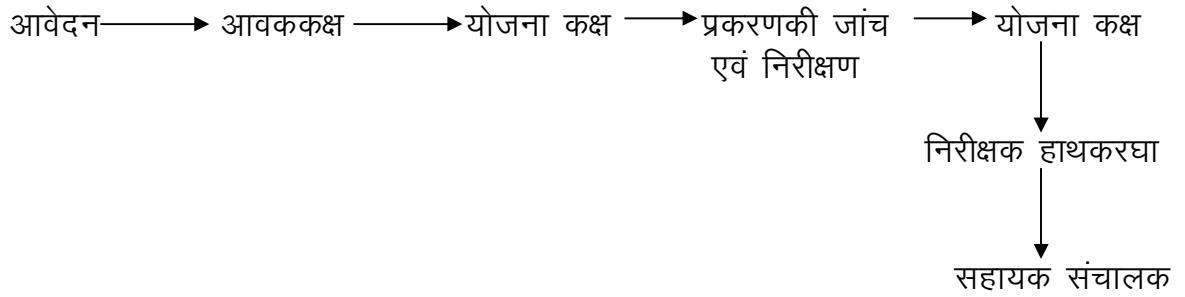 आवेदन आवककक्ष योजना कक्ष प्रकरणकी जांच योजना कक्ष
एवं निरीक्षण
निरीक्षक हाथकरघा
सहायक संचालक